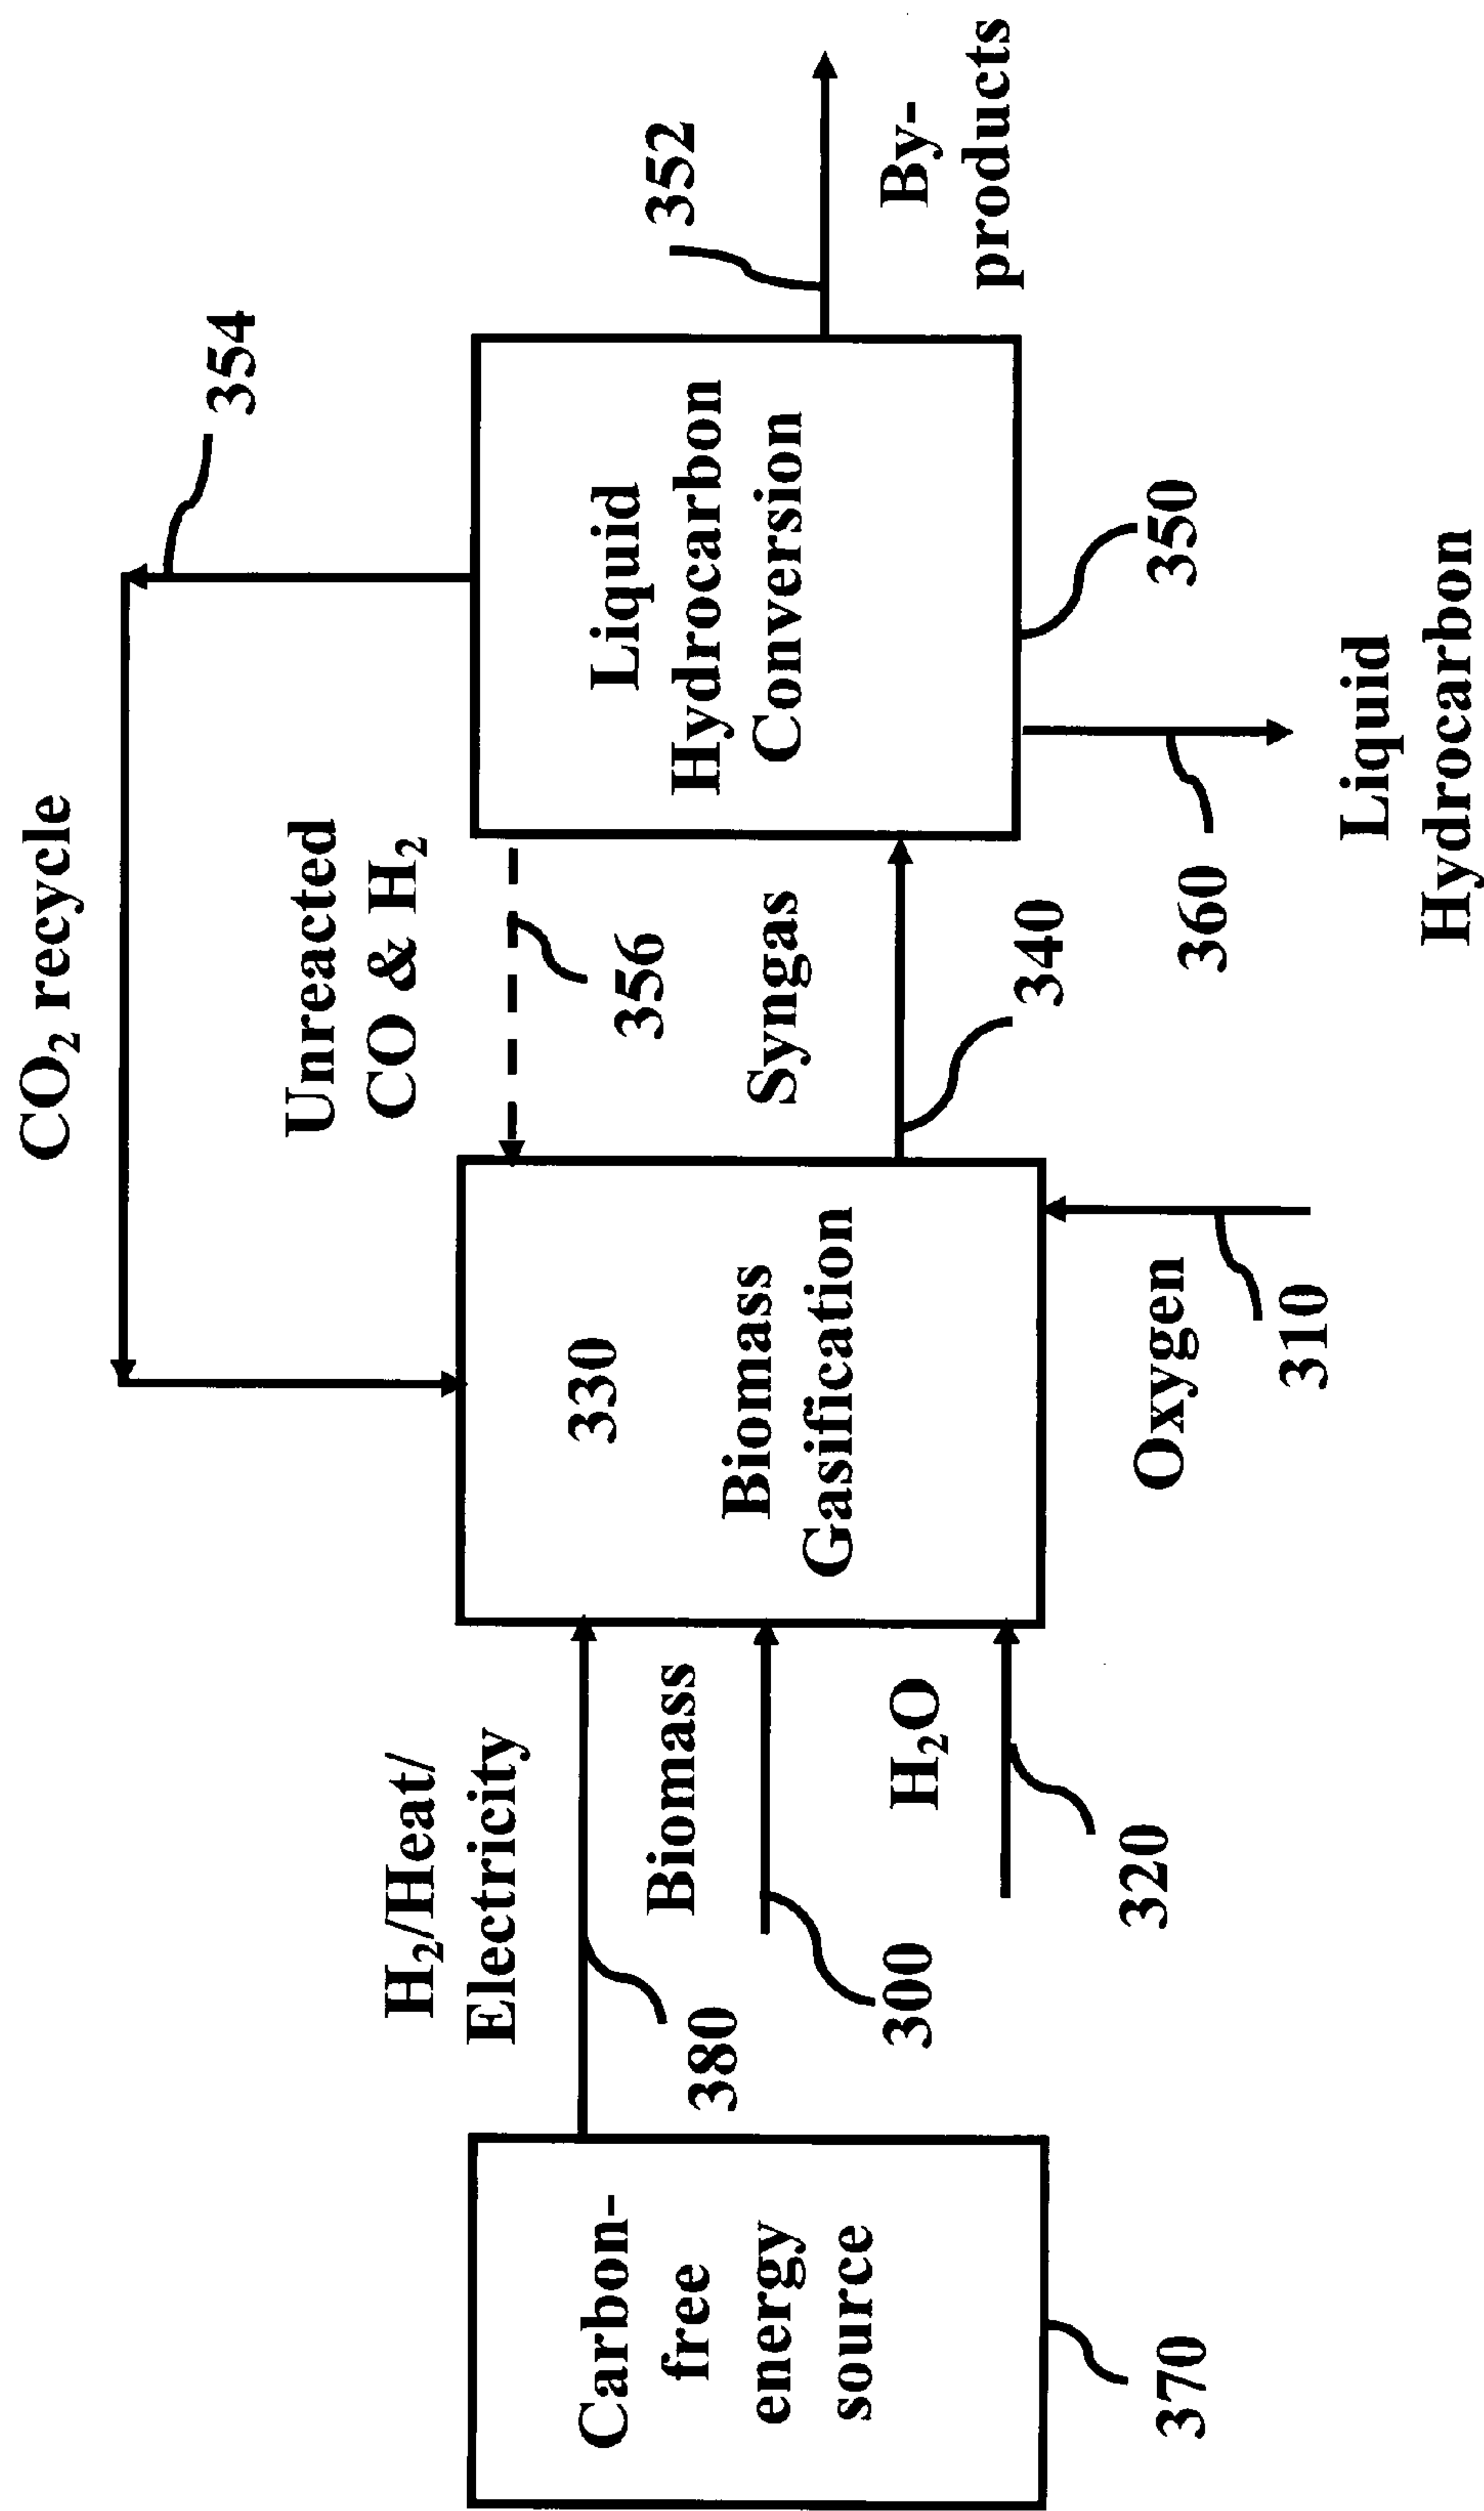 CO₂ recycle
354
Unreacted
CO & H₂
356
352
By-
products
H₂/Heat/
Electricity
380
Carbon-
free
energy
source
370
Biomass
300
H₂O
320
330
Biomass
Gasification
Oxygen
310
Syngas
340
Liquid
Hydrocarbon
Conversion
350
360
Liquid
Hydrocarbon